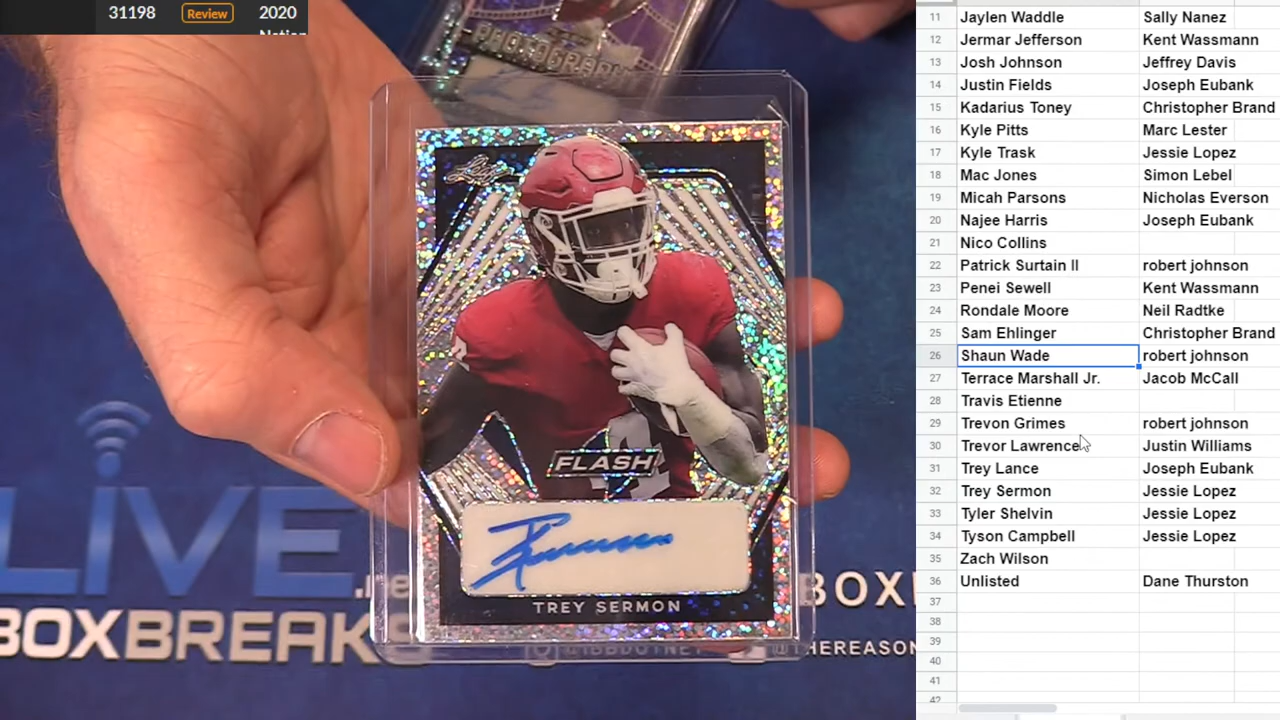 31198 Review 2020
Leaf
FLASH
TREY SERMON
LIVE
BOXBREAKS
BOX
THEREASON
11 Jaylen Waddle Sally Nanez
12 Jermar Jefferson Kent Wassmann
13 Josh Johnson Jeffrey Davis
14 Justin Fields Joseph Eubank
15 Kadarius Toney Christopher Brand
16 Kyle Pitts Marc Lester
17 Kyle Trask Jessie Lopez
18 Mac Jones Simon Lebel
19 Micah Parsons Nicholas Everson
20 Najee Harris Joseph Eubank
21 Nico Collins
22 Patrick Surtain II robert johnson
23 Penei Sewell Kent Wassmann
24 Rondale Moore Neil Radtke
25 Sam Ehlinger Christopher Brand
26 Shaun Wade robert johnson
27 Terrace Marshall Jr. Jacob McCall
28 Travis Etienne
29 Trevon Grimes robert johnson
30 Trevor Lawrence Justin Williams
31 Trey Lance Joseph Eubank
32 Trey Sermon Jessie Lopez
33 Tyler Shelvin Jessie Lopez
34 Tyson Campbell Jessie Lopez
35 Zach Wilson
36 Unlisted Dane Thurston
37
38
39
40
41
42